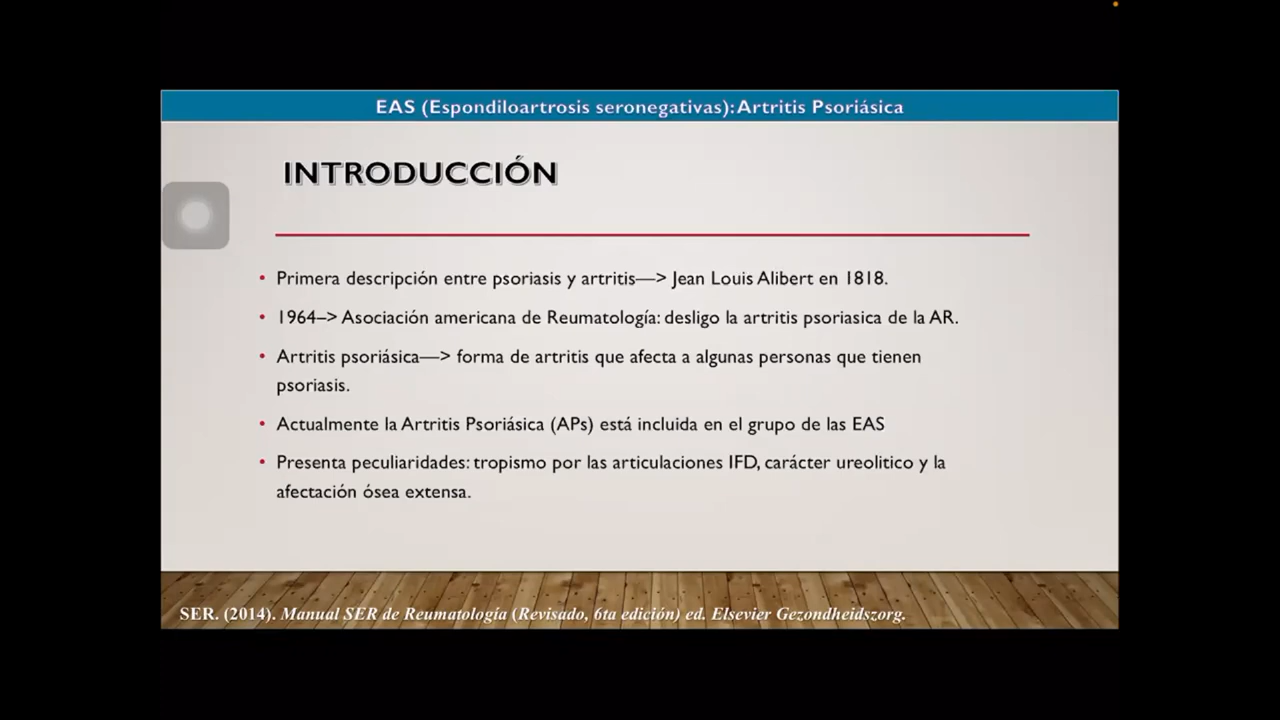 EAS (Espondiloartrosis seronegativas): Artritis Psoriásica
INTRODUCCIÓN
• Primera descripción entre psoriasis y artritis—> Jean Louis Alibert en 1818.
• 1964–> Asociación americana de Reumatología: desligo la artritis psoriasica de la AR.
• Artritis psoriásica—> forma de artritis que afecta a algunas personas que tienen
psoriasis.
• Actualmente la Artritis Psoriásica (APs) está incluida en el grupo de las EAS
• Presenta peculiaridades: tropismo por las articulaciones IFD, carácter ureolitico y la
afectación ósea extensa.
SER. (2014). Manual SER de Reumatología (Revisado, 6ta edición) ed. Elsevier Gezondheidszorg.